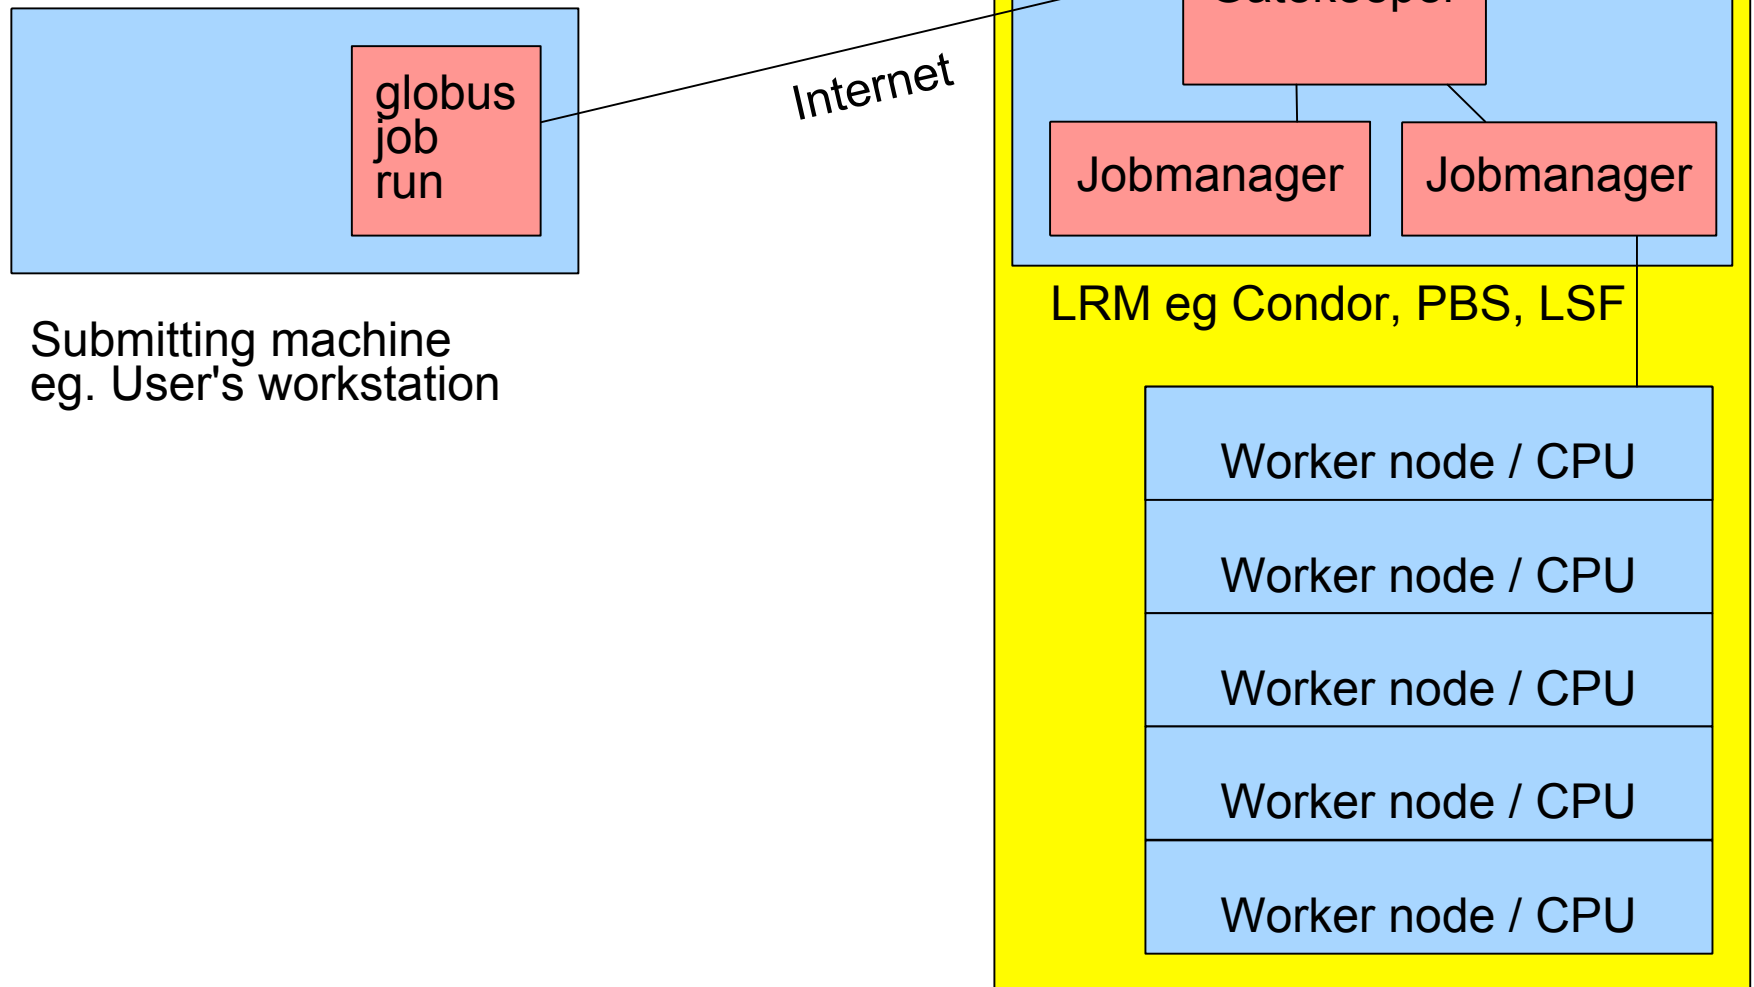 globus
job
run
Internet
Jobmanager
Jobmanager
LRM eg Condor, PBS, LSF
Submitting machine
eg. User's workstation
Worker node / CPU
Worker node / CPU
Worker node / CPU
Worker node / CPU
Worker node / CPU